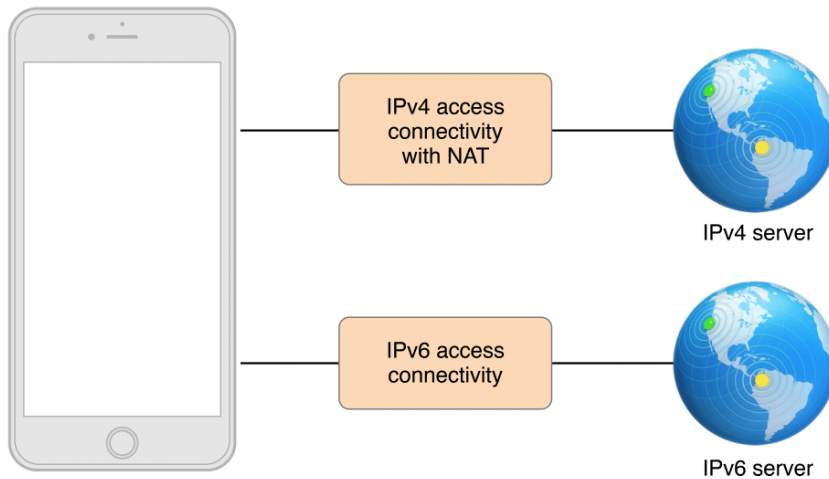 IPv4 access
connectivity
with NAT
IPv4 server
IPv6 access
connectivity
IPv6 server